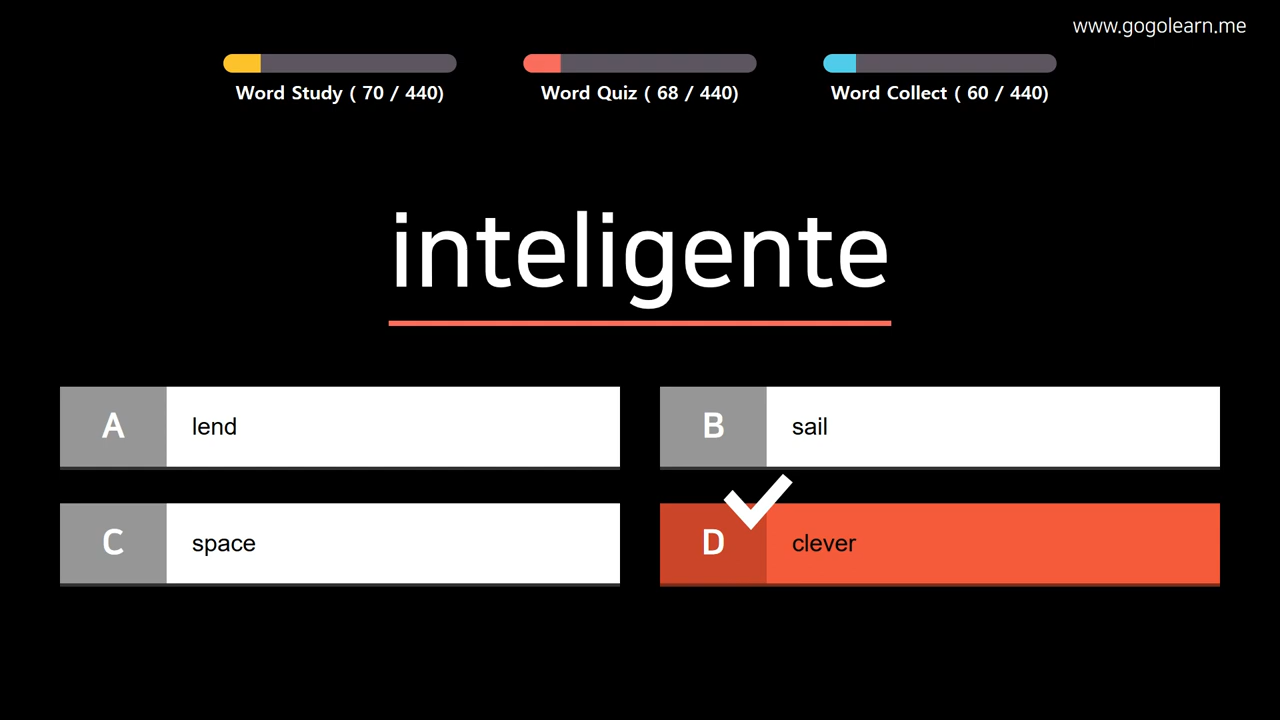 www.gogolearn.me
Word Study ( 70 / 440)
Word Quiz ( 68 / 440)
Word Collect ( 60 / 440)
inteligente
A
lend
B
sail
C
space
D
clever